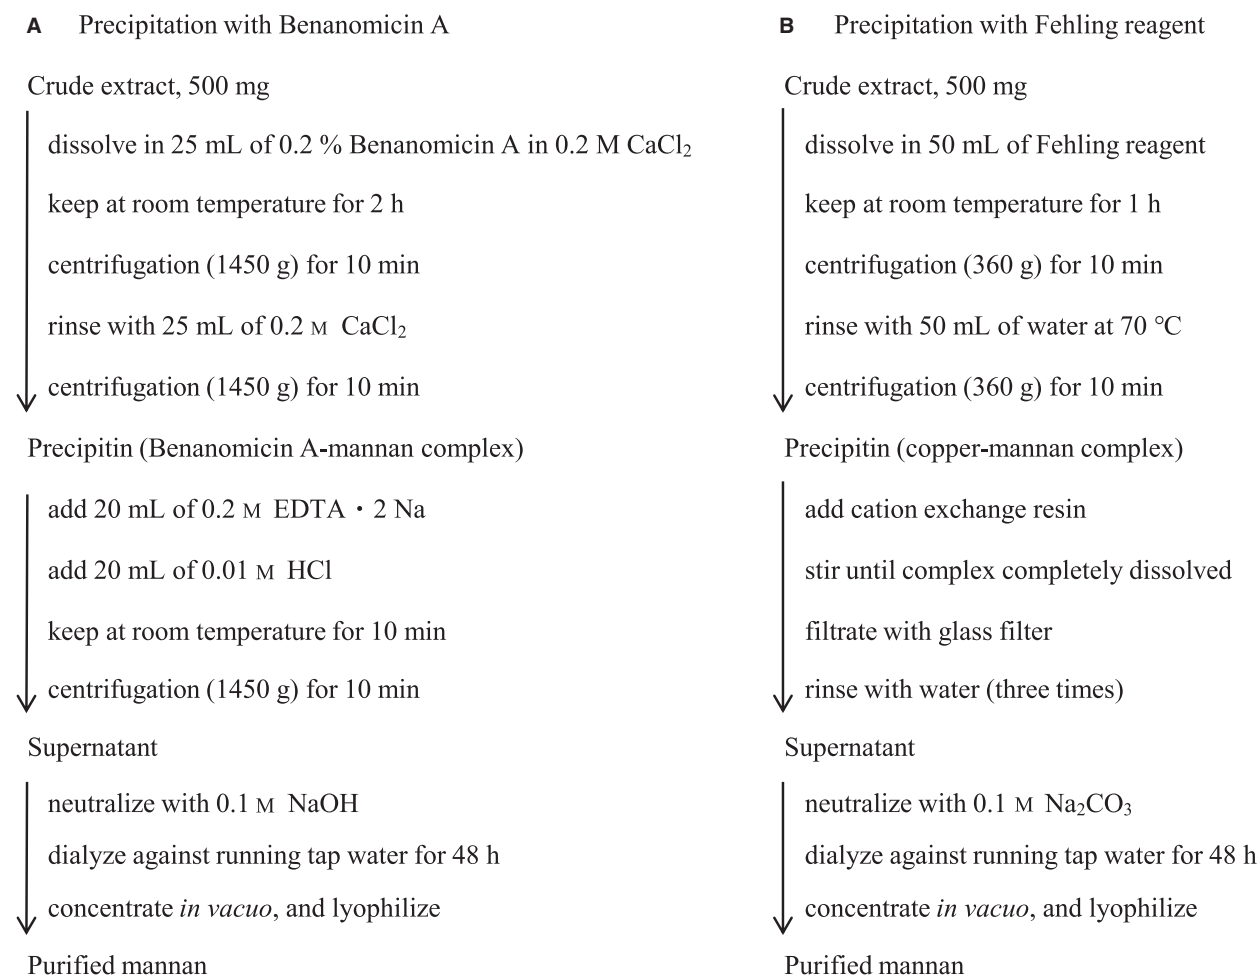 A Precipitation with Benanomicin A
Crude extract, 500 mg
dissolve in 25 mL of 0.2 % Benanomicin A in 0.2 M CaCl₂
keep at room temperature for 2 h
centrifugation (1450 g) for 10 min
rinse with 25 mL of 0.2 M CaCl₂
centrifugation (1450 g) for 10 min
Precipitin (Benanomicin A-mannan complex)
add 20 mL of 0.2 M EDTA・2 Na
add 20 mL of 0.01 M HCl
keep at room temperature for 10 min
centrifugation (1450 g) for 10 min
Supernatant
neutralize with 0.1 M NaOH
dialyze against running tap water for 48 h
concentrate in vacuo, and lyophilize
Purified mannan
B Precipitation with Fehling reagent
Crude extract, 500 mg
dissolve in 50 mL of Fehling reagent
keep at room temperature for 1 h
centrifugation (360 g) for 10 min
rinse with 50 mL of water at 70 ℃
centrifugation (360 g) for 10 min
Precipitin (copper-mannan complex)
add cation exchange resin
stir until complex completely dissolved
filtrate with glass filter
rinse with water (three times)
Supernatant
neutralize with 0.1 M Na₂CO₃
dialyze against running tap water for 48 h
concentrate in vacuo, and lyophilize
Purified mannan